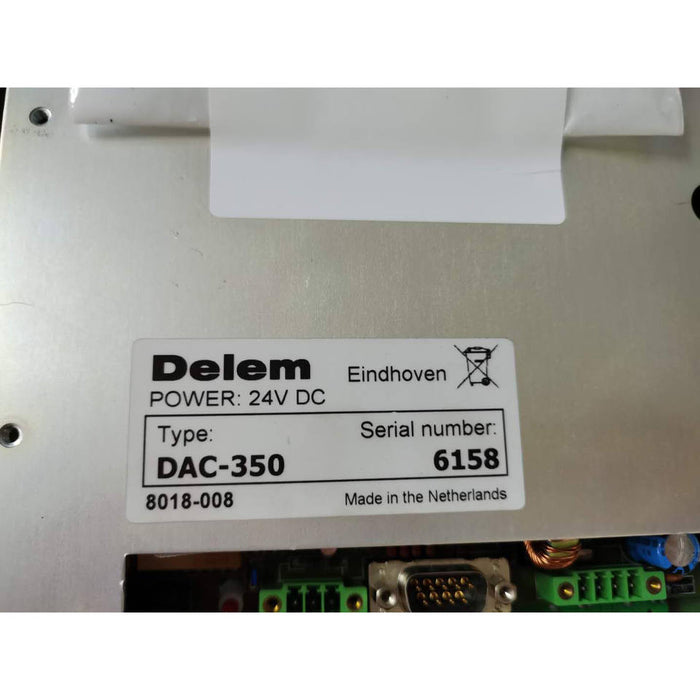 Delem Eindhoven
POWER: 24V DC
Type: Serial number:
DAC-350 6158
8018-008 Made in the Netherlands